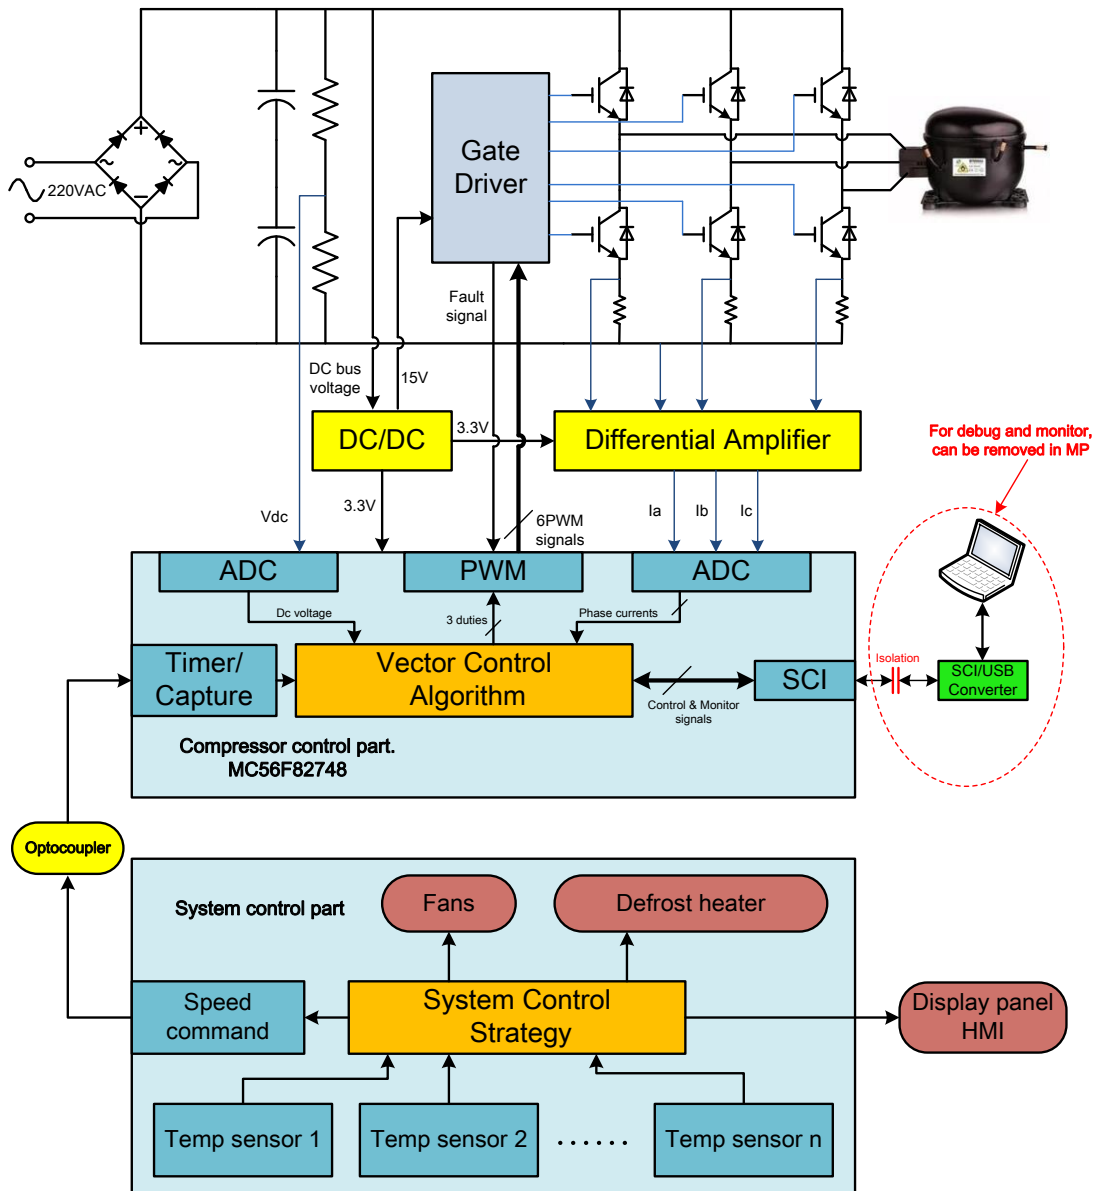 Gate
Driver
220VAC
Fault
signal
DC bus
voltage
15V
DC/DC
3.3V
Differential Amplifier
For debug and monitor,
can be removed in MP
3.3V
Vdc
6PWM
signals
Ia
Ib
Ic
ADC
PWM
ADC
Dc voltage
3 duties
Phase currents
Timer/
Capture
Vector Control
Algorithm
Control & Monitor
signals
SCI
Isolation
SCI/USB
Converter
Compressor control part.
MC56F82748
Optocoupler
System control part
Fans
Defrost heater
Speed
command
System Control
Strategy
Display panel
HMI
Temp sensor 1
Temp sensor 2
. . . . . .
Temp sensor n